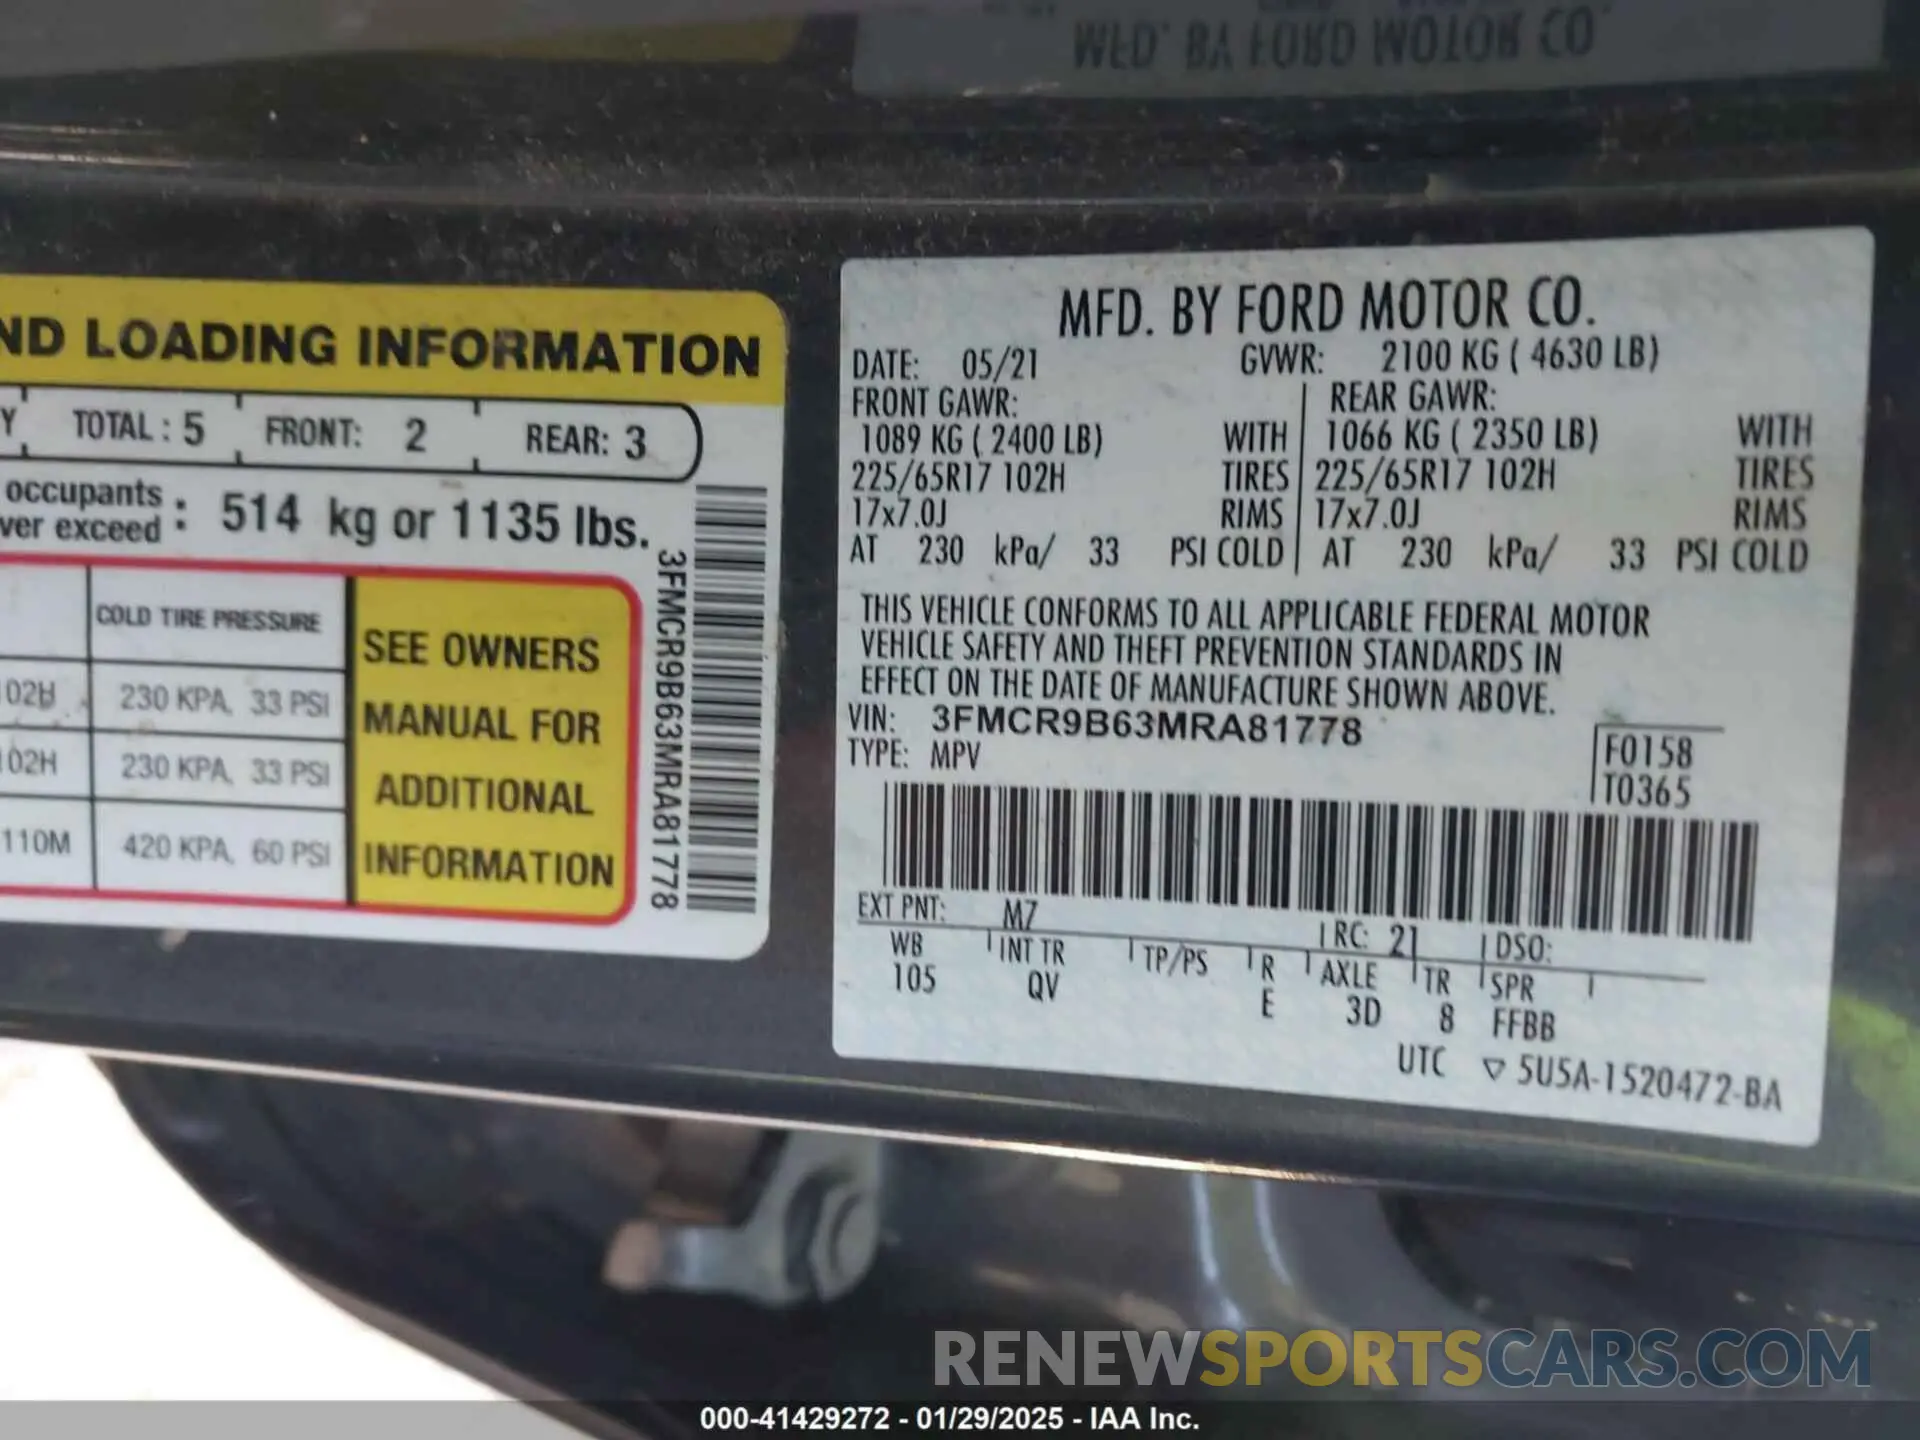 MFD. BY FORD MOTOR CO.
ND LOADING INFORMATION
Y TOTAL : 5 FRONT: 2 REAR: 3
occupants
ver exceed : 514 kg or 1135 lbs.
COLD TIRE PRESSURE
102H 230 KPA, 33 PSI
102H 230 KPA, 33 PSI
110M 420 KPA, 60 PSI
SEE OWNERS
MANUAL FOR
ADDITIONAL
INFORMATION
3FMCR9B63MRA81778
MFD. BY FORD MOTOR CO.
DATE: 05/21 GVWR: 2100 KG ( 4630 LB)
FRONT GAWR: REAR GAWR:
1089 KG ( 2400 LB) WITH 1066 KG ( 2350 LB) WITH
225/65R17 102H TIRES 225/65R17 102H TIRES
17x7.0J RIMS 17x7.0J RIMS
AT 230 kPa/ 33 PSI COLD AT 230 kPa/ 33 PSI COLD
THIS VEHICLE CONFORMS TO ALL APPLICABLE FEDERAL MOTOR
VEHICLE SAFETY AND THEFT PREVENTION STANDARDS IN
EFFECT ON THE DATE OF MANUFACTURE SHOWN ABOVE.
VIN: 3FMCR9B63MRA81778
TYPE: MPV
F0158
T0365
EXT PNT: M7 RC: 21 DSO:
WB INT TR TP/PS R AXLE TR SPR
105 QV E 3D 8 FFBB
UTC ▽ 5U5A-1520472-BA
RENEWSPORTSCARS.COM
000-41429272 - 01/29/2025 - IAA Inc.